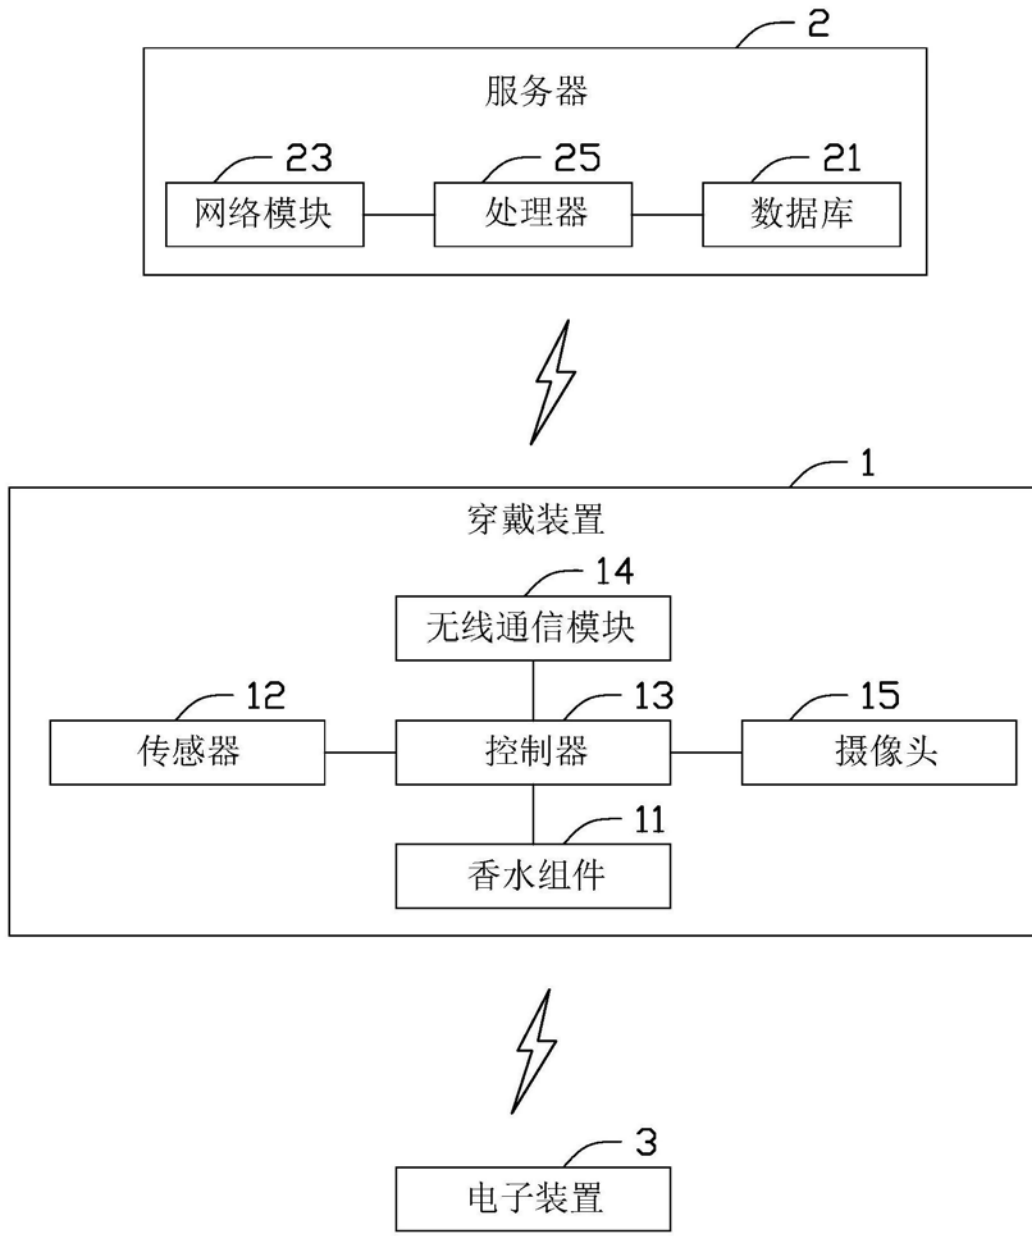 2
服务器
23 25 21
网络模块 处理器 数据库
1
穿戴装置
14
无线通信模块
12 13 15
传感器 控制器 摄像头
11
香水组件
3
电子装置